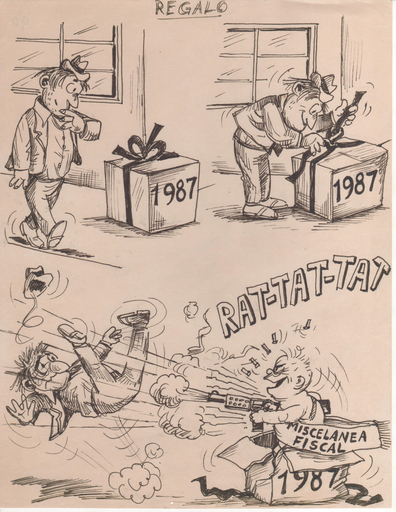 REGALO
1987
1987
RAT-TAT-TAT
MISCELANEA
FISCAL
1987